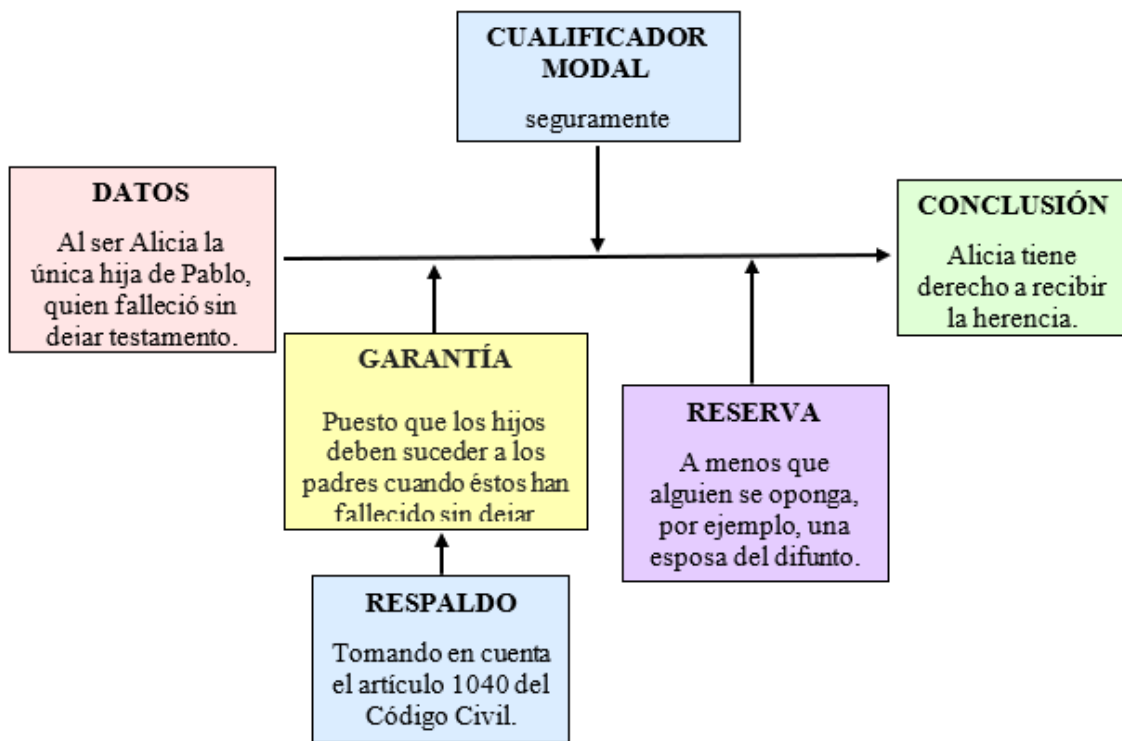 CUALIFICADOR
MODAL
seguramente
DATOS
Al ser Alicia la
única hija de Pablo,
quien falleció sin
dejar testamento.
CONCLUSIÓN
Alicia tiene
derecho a recibir
la herencia.
GARANTÍA
Puesto que los hijos
deben suceder a los
padres cuando éstos han
fallecido sin dejar
RESERVA
A menos que
alguien se oponga,
por ejemplo, una
esposa del difunto.
RESPALDO
Tomando en cuenta
el artículo 1040 del
Código Civil.